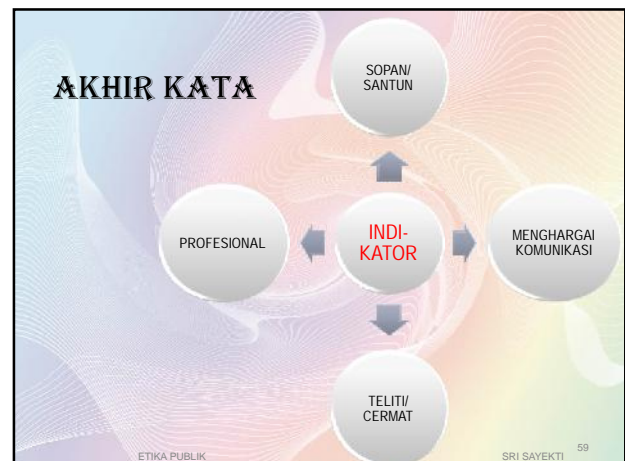 AKHIR KATA
SOPAN/
SANTUN
PROFESIONAL
INDI-
KATOR
MENGHARGAI
KOMUNIKASI
TELITI/
CERMAT
ETIKA PUBLIK
SRI SAYEKTI
59